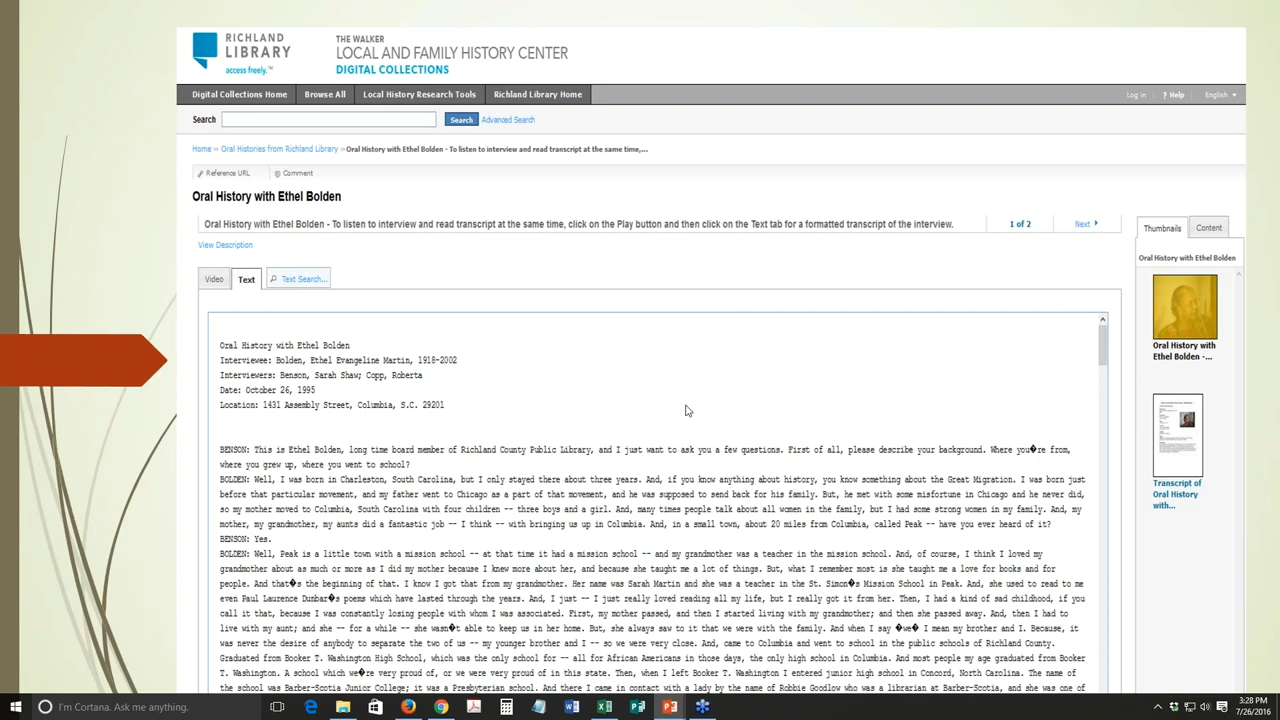 RICHLAND
LIBRARY
access freely.™
THE WALKER
LOCAL AND FAMILY HISTORY CENTER
DIGITAL COLLECTIONS
Digital Collections Home Browse All Local History Research Tools Richland Library Home Log in ? Help English
Search Search Advanced Search
Home » Oral Histories from Richland Library » Oral History with Ethel Bolden - To listen to interview and read transcript at the same time,...
Reference URL Comment
Oral History with Ethel Bolden
Oral History with Ethel Bolden - To listen to interview and read transcript at the same time, click on the Play button and then click on the Text tab for a formatted transcript of the interview. 1 of 2 Next
View Description
Video Text Text Search...
Oral History with Ethel Bolden
Interviewee: Bolden, Ethel Evangeline Martin, 1918-2002
Interviewers: Benson, Sarah Shaw; Copp, Roberta
Date: October 26, 1995
Location: 1431 Assembly Street, Columbia, S.C. 29201
BENSON: This is Ethel Bolden, long time board member of Richland County Public Library, and I just want to ask you a few questions. First of all, please describe your background. Where you�re from,
where you grew up, where you went to school?
BOLDEN: Well, I was born in Charleston, South Carolina, but I only stayed there about three years. And, if you know anything about history, you know something about the Great Migration. I was born just
before that particular movement, and my father went to Chicago as a part of that movement, and he was supposed to send back for his family. But, he met with some misfortune in Chicago and he never did,
so my mother moved to Columbia, South Carolina with four children -- three boys and a girl. And, many times people talk about all women in the family, but I had some strong women in my family. And, my
mother, my grandmother, my aunts did a fantastic job -- I think -- with bringing us up in Columbia. And, in a small town, about 20 miles from Columbia, called Peak -- have you ever heard of it?
BENSON: Yes.
BOLDEN: Well, Peak is a little town with a mission school -- at that time it had a mission school -- and my grandmother was a teacher in the mission school. And, of course, I think I loved my
grandmother about as much or more as I did my mother because I knew more about her, and because she taught me a lot of things. But, what I remember most is she taught me a love for books and for
people. And that�s the beginning of that. I know I got that from my grandmother. Her name was Sarah Martin and she was a teacher in the St. Simon�s Mission School in Peak. And, she used to read to me
even Paul Laurence Dunbar�s poems which have lasted through the years. And, I just -- I just really loved reading all my life, but I really got it from her. Then, I had a kind of sad childhood, if you
call it that, because I was constantly losing people with whom I was associated. First, my mother passed, and then I started living with my grandmother; and then she passed away. And, then I had to
live with my aunt; and she -- for a while -- she wasn�t able to keep us in her home. But, she always saw to it that we were with the family. And when I say �we� I mean my brother and I. Because, it
was never the desire of anybody to separate the two of us -- my younger brother and I -- so we were very close. And, came to Columbia and went to school in the public schools of Richland County.
Graduated from Booker T. Washington High School, which was the only school for -- all for African Americans in those days, the only high school in Columbia. And most people my age graduated from Booker
T. Washington. A school which we�re very proud of, or we were very proud of in this state. Then, when I left Booker T. Washington I entered junior high school in Concord, North Carolina. The name of
the school was Barber-Scotia Junior College; it was a Presbyterian school. And there I came in contact with a lady by the name of Robbie Goodlow who was a librarian at Barber-Scotia, and she was one of
Thumbnails Content
Oral History with Ethel Bolden
Oral History with
Ethel Bolden -...
Transcript of
Oral History
with...
I'm Cortana. Ask me anything.
3:28 PM
7/26/2016